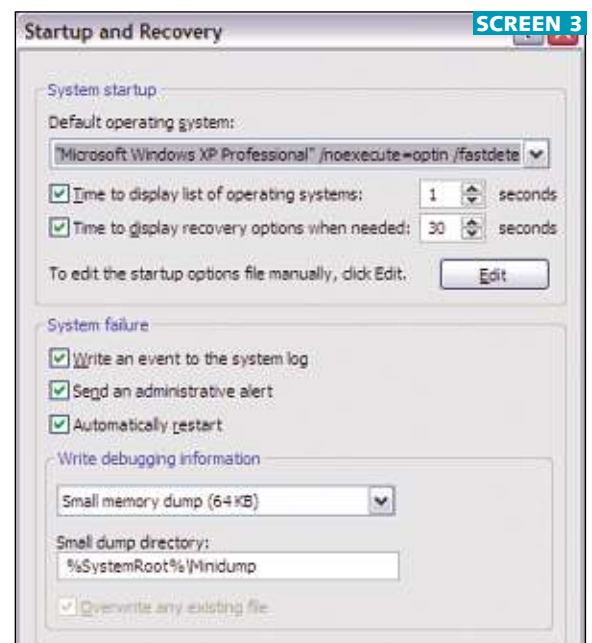 SCREEN 3
Startup and Recovery
System startup
Default operating system:
"Microsoft Windows XP Professional" /noexecute=optin /fastdete
Time to display list of operating systems: 1 seconds
Time to display recovery options when needed: 30 seconds
To edit the startup options file manually, click Edit. Edit
System failure
Write an event to the system log
Send an administrative alert
Automatically restart
Write debugging information
Small memory dump (64 KB)
Small dump directory:
%SystemRoot%\Minidump
Overwrite any existing file